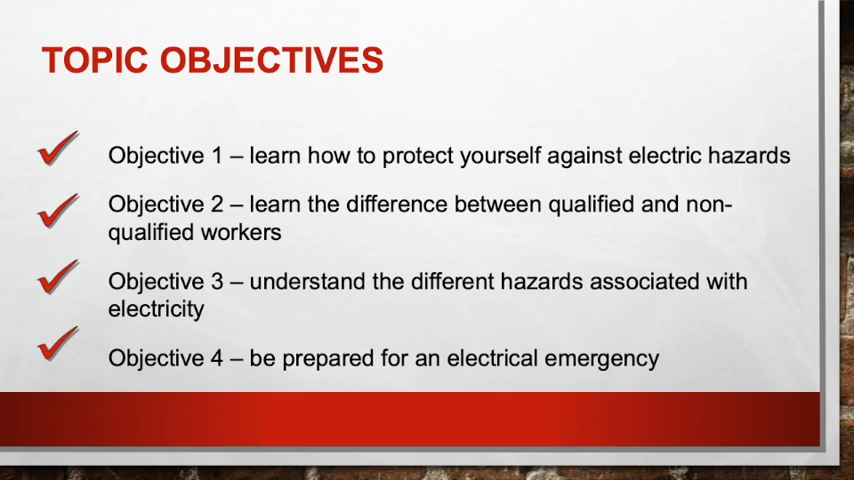 TOPIC OBJECTIVES
Objective 1 – learn how to protect yourself against electric hazards
Objective 2 – learn the difference between qualified and non-
qualified workers
Objective 3 – understand the different hazards associated with
electricity
Objective 4 – be prepared for an electrical emergency